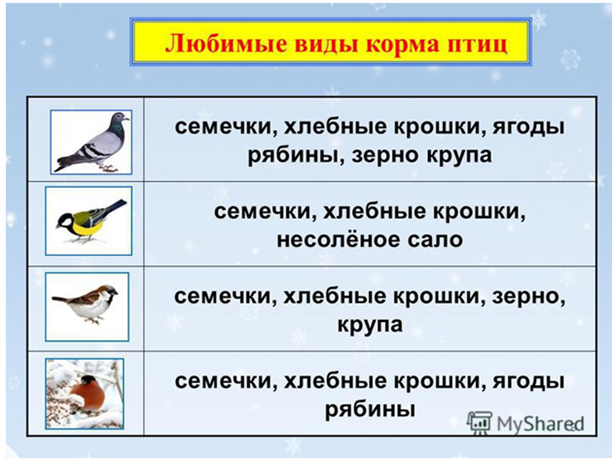 Любимые виды корма птиц
семечки, хлебные крошки, ягоды
рябины, зерно крупа
семечки, хлебные крошки,
несолёное сало
семечки, хлебные крошки, зерно,
крупа
семечки, хлебные крошки, ягоды
рябины
MyShared